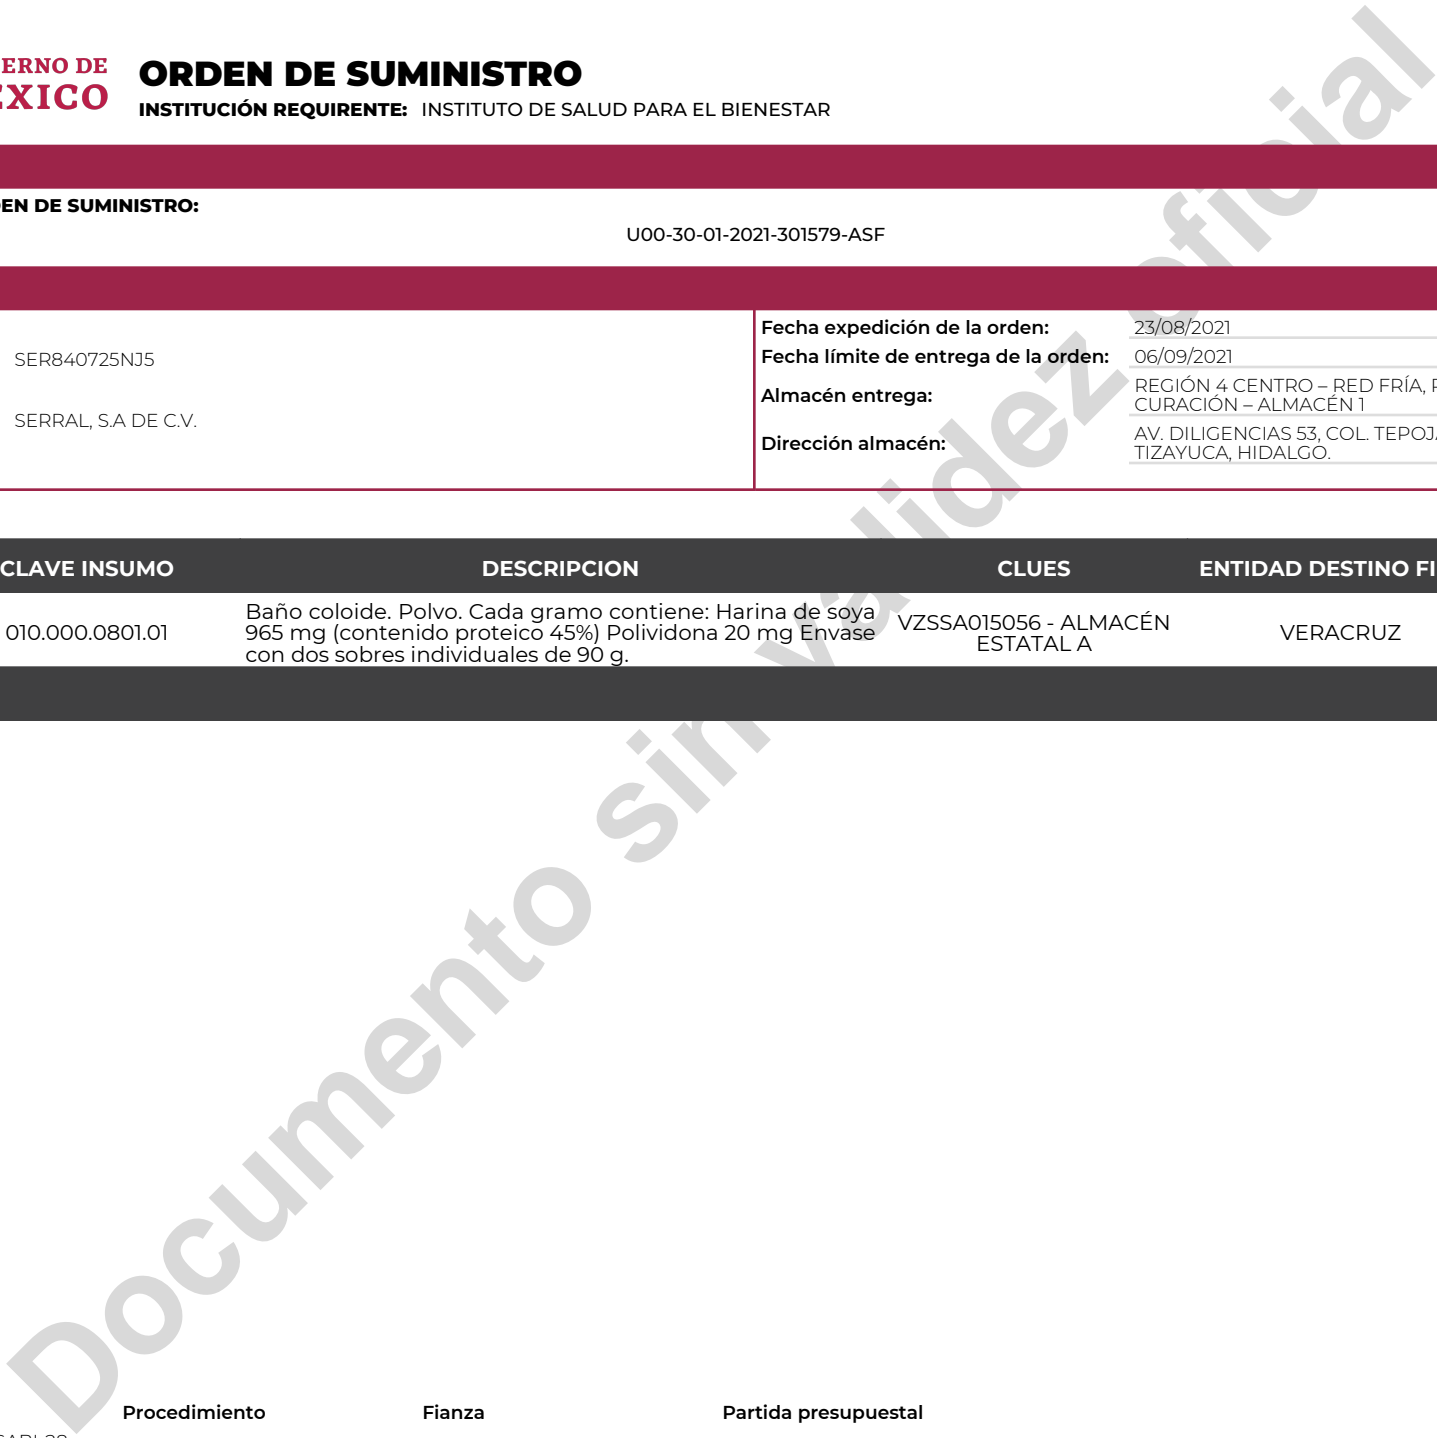 ERNO DE
ORDEN DE SUMINISTRO
EXICO
INSTITUCIÓN REQUIRENTE: INSTITUTO DE SALUD PARA EL BIENESTAR
EN DE SUMINISTRO:
U00-30-01-2021-301579-ASF
SER840725NJ5
SERRAL, S.A DE C.V.
Fecha expedición de la orden: 23/08/2021
Fecha límite de entrega de la orden: 06/09/2021
Almacén entrega: REGIÓN 4 CENTRO – RED FRÍA,
CURACIÓN – ALMACÉN 1
Dirección almacén: AV. DILIGENCIAS 53, COL. TEPOJ
TIZAYUCA, HIDALGO.
CLAVE INSUMO DESCRIPCION CLUES ENTIDAD DESTINO FI
010.000.0801.01
Baño coloide. Polvo. Cada gramo contiene: Harina de soya
965 mg (contenido proteico 45%) Polividona 20 mg Envase
con dos sobres individuales de 90 g.
VZSSA015056 - ALMACÉN
ESTATAL A
VERACRUZ
Documento sin validez oficial
Procedimiento Fianza Partida presupuestal